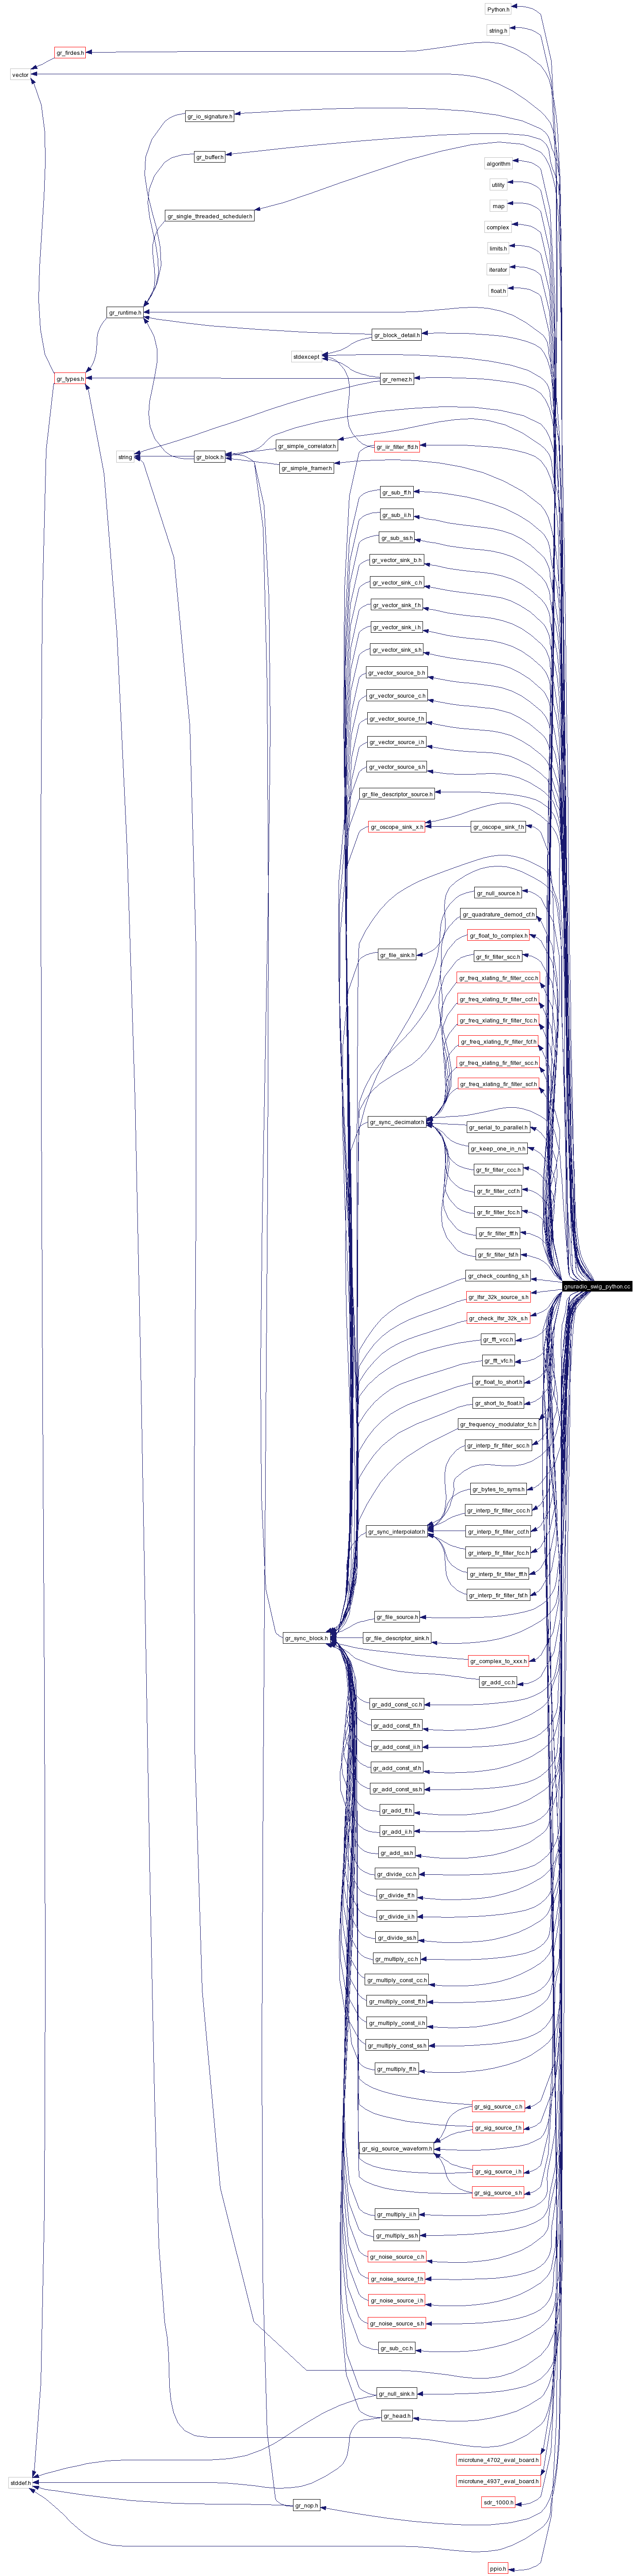 Python.h
string.h
gr_firdes.h
vector
gr_io_signature.h
gr_buffer.h
algorithm
utility
map
gr_single_threaded_scheduler.h
complex
limits.h
iterator
float.h
gr_runtime.h
gr_block_detail.h
stdexcept
gr_types.h
gr_remez.h
gr_simple_correlator.h
gr_iir_filter_ffd.h
string
gr_block.h
gr_simple_framer.h
gr_sub_ff.h
gr_sub_ii.h
gr_sub_ss.h
gr_vector_sink_b.h
gr_vector_sink_c.h
gr_vector_sink_f.h
gr_vector_sink_i.h
gr_vector_sink_s.h
gr_vector_source_b.h
gr_vector_source_c.h
gr_vector_source_f.h
gr_vector_source_i.h
gr_vector_source_s.h
gr_file_descriptor_source.h
gr_oscope_sink_x.h
gr_oscope_sink_f.h
gr_null_source.h
gr_quadrature_demod_cf.h
gr_float_to_complex.h
gr_file_sink.h
gr_fir_filter_scc.h
gr_freq_xlating_fir_filter_ccc.h
gr_freq_xlating_fir_filter_ccf.h
gr_freq_xlating_fir_filter_fcc.h
gr_freq_xlating_fir_filter_fcf.h
gr_freq_xlating_fir_filter_scc.h
gr_freq_xlating_fir_filter_scf.h
gr_sync_decimator.h
gr_serial_to_parallel.h
gr_keep_one_in_n.h
gr_fir_filter_ccc.h
gr_fir_filter_ccf.h
gr_fir_filter_fcc.h
gr_fir_filter_fff.h
gr_fir_filter_fsf.h
gr_check_counting_s.h
gnuradio_swig_python.cc
gr_lfsr_32k_source_s.h
gr_check_lfsr_32k_s.h
gr_fft_vcc.h
gr_fft_vfc.h
gr_float_to_short.h
gr_short_to_float.h
gr_frequency_modulator_fc.h
gr_interp_fir_filter_scc.h
gr_bytes_to_syms.h
gr_interp_fir_filter_ccc.h
gr_sync_interpolator.h
gr_interp_fir_filter_ccf.h
gr_interp_fir_filter_fcc.h
gr_interp_fir_filter_fff.h
gr_interp_fir_filter_fsf.h
gr_file_source.h
gr_sync_block.h
gr_file_descriptor_sink.h
gr_complex_to_xxx.h
gr_add_cc.h
gr_add_const_cc.h
gr_add_const_ff.h
gr_add_const_ii.h
gr_add_const_sf.h
gr_add_const_ss.h
gr_add_ff.h
gr_add_ii.h
gr_add_ss.h
gr_divide_cc.h
gr_divide_ff.h
gr_divide_ii.h
gr_divide_ss.h
gr_multiply_cc.h
gr_multiply_const_cc.h
gr_multiply_const_ff.h
gr_multiply_const_ii.h
gr_multiply_const_ss.h
gr_multiply_ff.h
gr_sig_source_c.h
gr_sig_source_f.h
gr_sig_source_waveform.h
gr_sig_source_i.h
gr_sig_source_s.h
gr_multiply_ii.h
gr_multiply_ss.h
gr_noise_source_c.h
gr_noise_source_f.h
gr_noise_source_i.h
gr_noise_source_s.h
gr_sub_cc.h
gr_null_sink.h
gr_head.h
microtune_4702_eval_board.h
stddef.h
microtune_4937_eval_board.h
sdr_1000.h
gr_nop.h
ppio.h